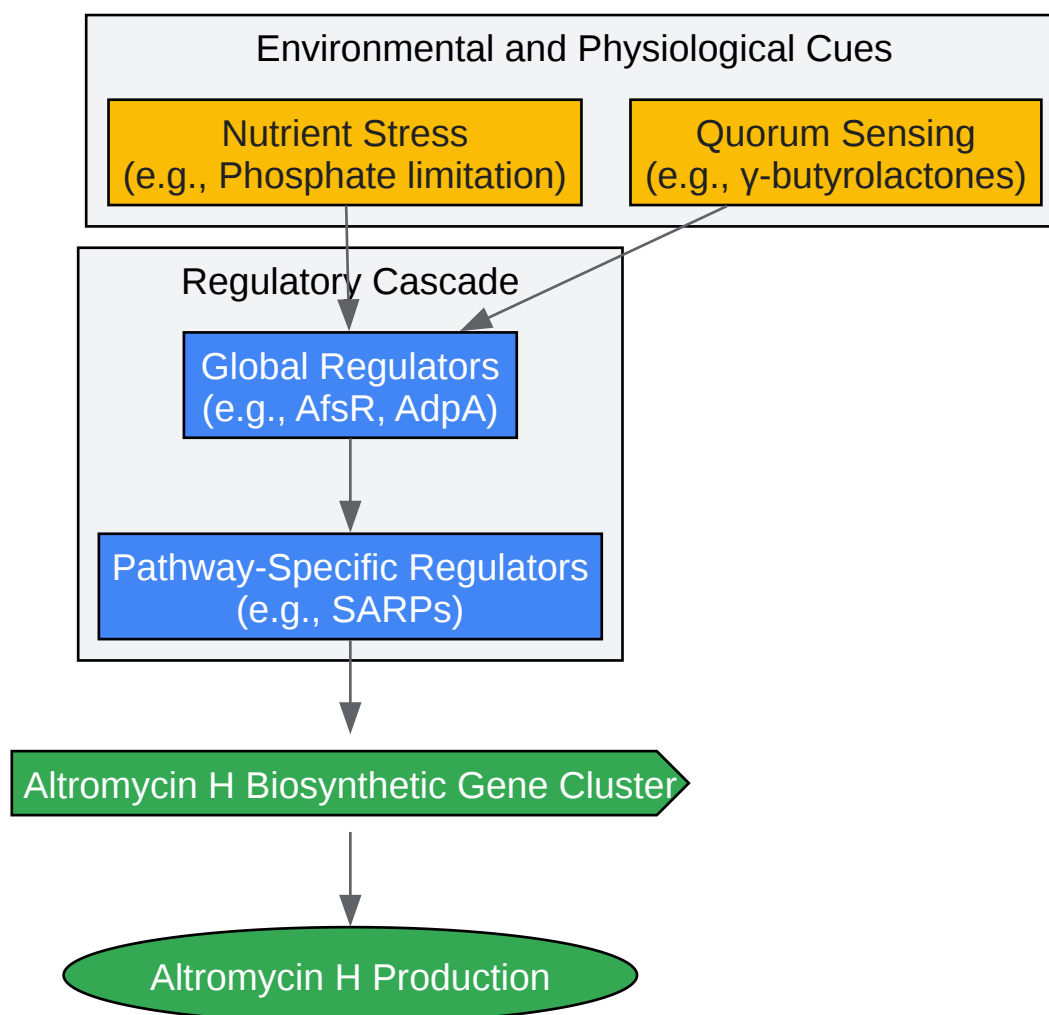 Environmental and Physiological Cues
Nutrient Stress
(e.g., Phosphate limitation)
Quorum Sensing
(e.g., γ-butyrolactones)
Regulatory Cascade
Global Regulators
(e.g., AfsR, AdpA)
Pathway-Specific Regulators
(e.g., SARPs)
Altromycin H Biosynthetic Gene Cluster
Altromycin H Production